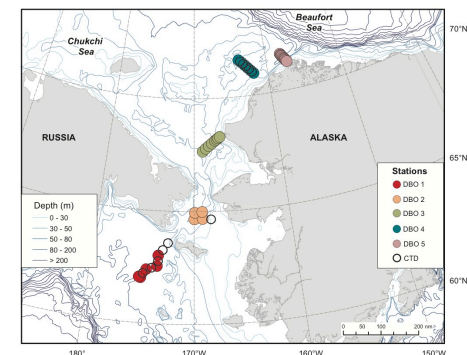 Beaufort
Sea
Chukchi
Sea
70°N
RUSSIA
ALASKA
65°N
Stations
DBO 1
DBO 2
DBO 3
DBO 4
DBO 5
CTD
Depth (m)
0 - 30
30 - 50
50 - 80
80 - 200
> 200
60°N
0 50 100 200 nm
180° 170°W 160°W 150°W